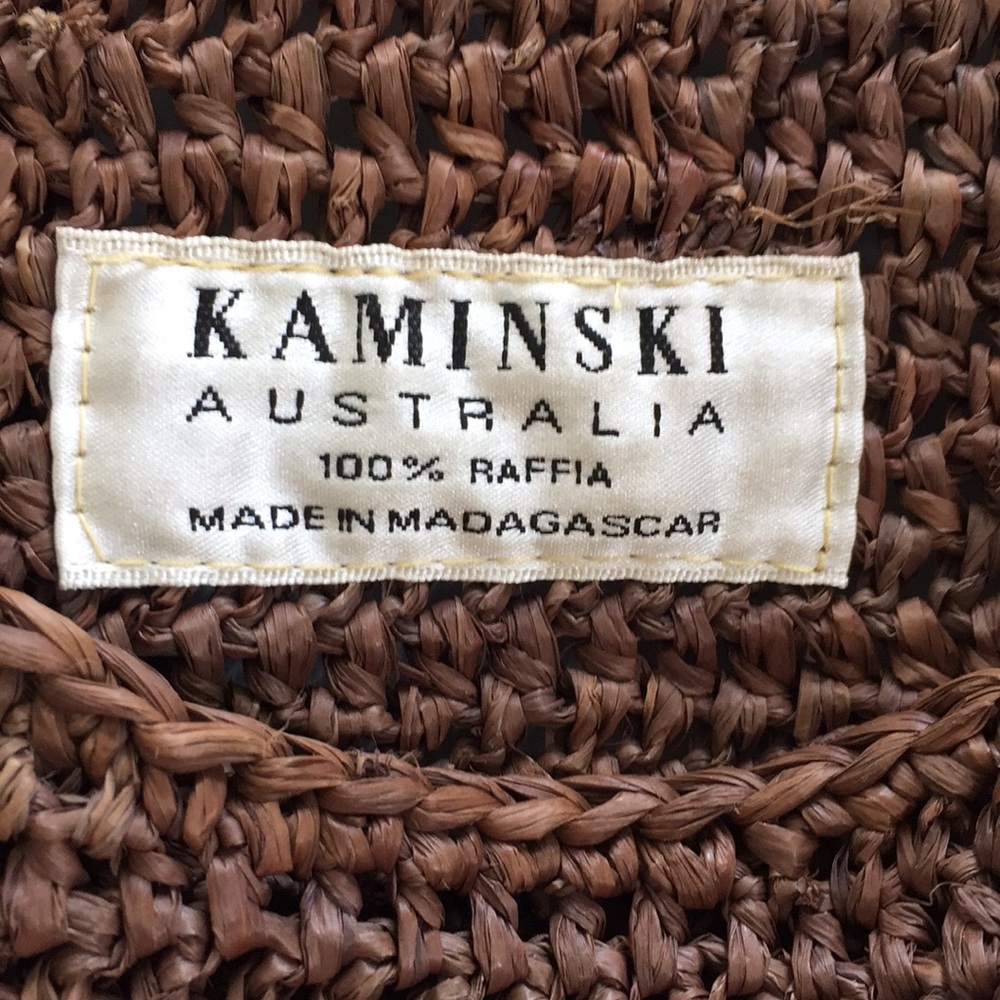 KAMINSKI
AUSTRALIA
100% RAFFIA
MADE IN MADAGASCAR